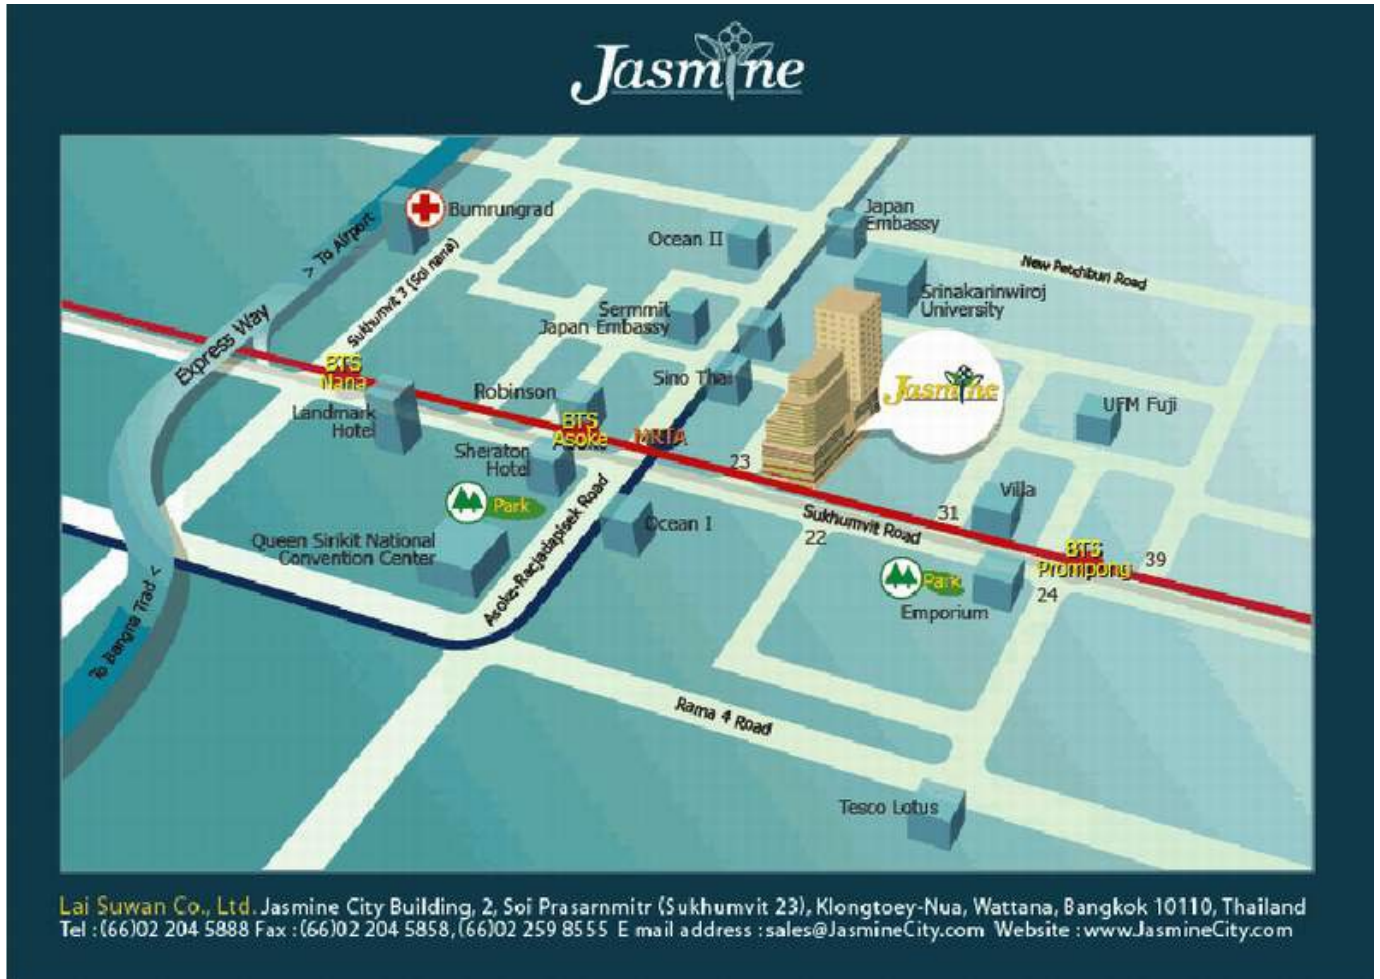 Jasmine
Bumrungrad
> To Airport
Sukhumvit 3 (Soi nana)
Express Way
Ocean II
Japan
Embassy
New Petchburi Road
Srinakarinwiroj
University
Sermmit
Japan Embassy
Sino Thai
Jasmine
BTS
Nana
Landmark
Hotel
Robinson
BTS
Asoke
MRTA
UFM Fuji
Sheraton
Hotel
23
Park
Villa
31
Sukhumvit Road
22
Ocean I
Queen Sirikit National
Convention Center
Asoke-Racjadapisek Road
BTS
Prompong
39
Park
24
Emporium
To Bangna Trad <
Rama 4 Road
Tesco Lotus
Lai Suwan Co., Ltd. Jasmine City Building, 2, Soi Prasarnmitr (Sukhumvit 23), Klongtoey-Nua, Wattana, Bangkok 10110, Thailand
Tel : (66)02 204 5888 Fax : (66)02 204 5858, (66)02 259 8555 E mail address : sales@JasmineCity.com Website : www.JasmineCity.com